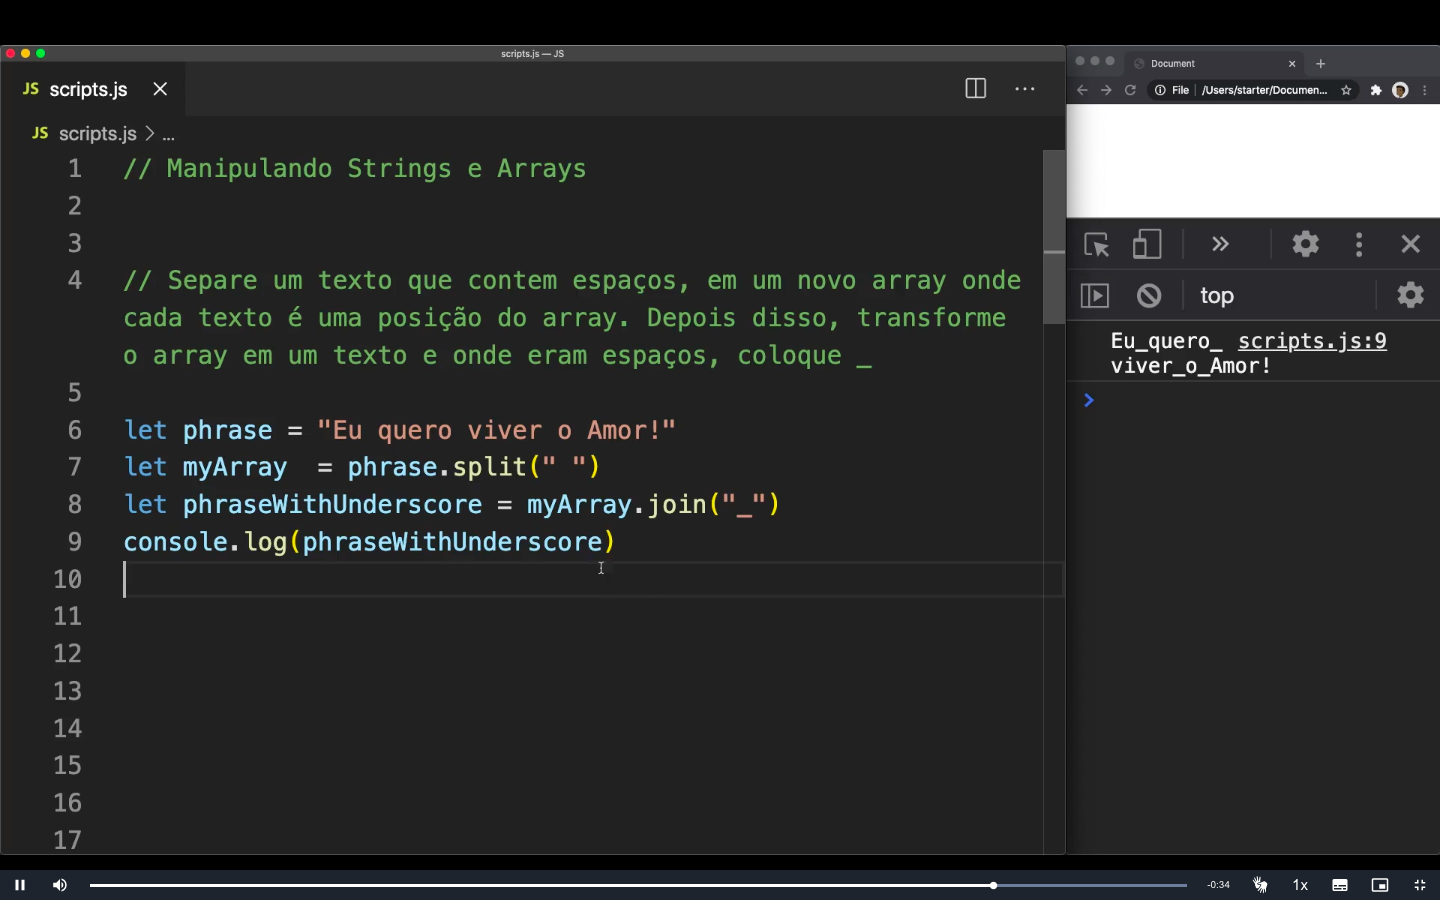 scripts.js — JS
JS scripts.js
JS scripts.js > ...
1 // Manipulando Strings e Arrays
2
3
4 // Separe um texto que contem espaços, em um novo array onde
cada texto é uma posição do array. Depois disso, transforme
o array em um texto e onde eram espaços, coloque _
5
6 let phrase = "Eu quero viver o Amor!"
7 let myArray  = phrase.split(" ")
8 let phraseWithUnderscore = myArray.join("_")
9 console.log(phraseWithUnderscore)
10
11
12
13
14
15
16
17
Document
File | /Users/starter/Documen...
top
Eu_quero_ scripts.js:9
viver_o_Amor!
-0:34
1x